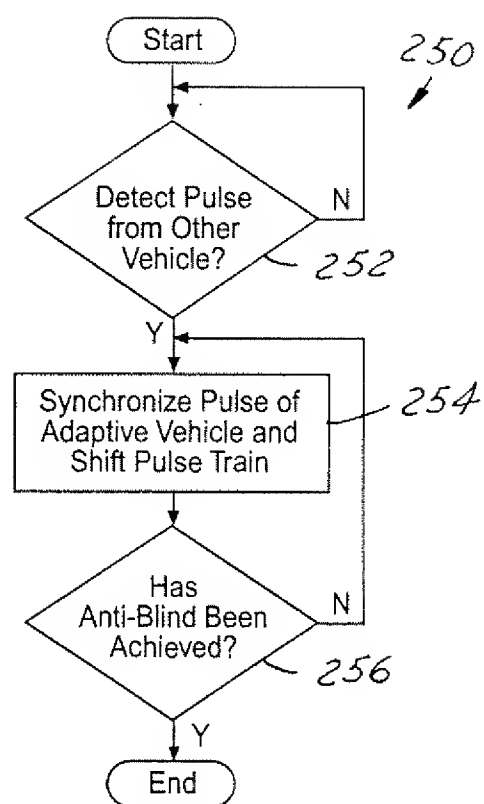 Start
250
Detect Pulse
from Other
Vehicle?
N
252
Y
Synchronize Pulse of
Adaptive Vehicle and
Shift Pulse Train
254
Has
Anti-Blind Been
Achieved?
N
256
Y
End